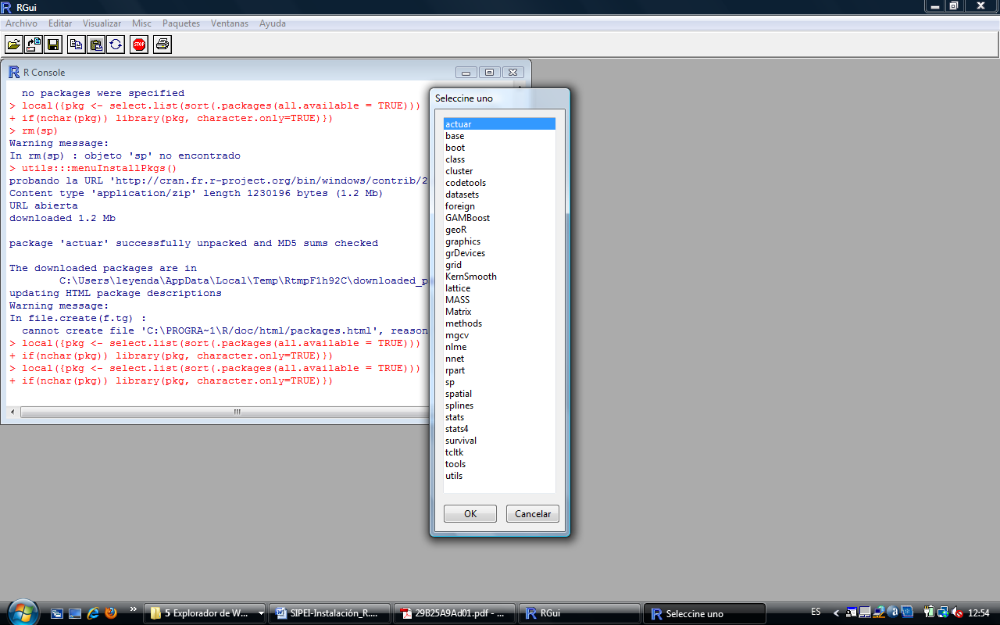 RGui
Archivo Editar Visualizar Misc Paquetes Ventanas Ayuda
STOP
R Console
no packages were specified
> local({pkg <- select.list(sort(.packages(all.available = TRUE)))
+ if(nchar(pkg)) library(pkg, character.only=TRUE)})
> rm(sp)
Warning message:
In rm(sp) : objeto 'sp' no encontrado
> utils:::menuInstallPkgs()
probando la URL 'http://cran.fr.r-project.org/bin/windows/contrib/2
Content type 'application/zip' length 1230196 bytes (1.2 Mb)
URL abierta
downloaded 1.2 Mb
package 'actuar' successfully unpacked and MD5 sums checked
The downloaded packages are in
C:\Users\leyenda\AppData\Local\Temp\RtmpF1h92C\downloaded_p
updating HTML package descriptions
Warning message:
In file.create(f.tg) :
cannot create file 'C:\PROGRA~1\R/doc/html/packages.html', reason
> local({pkg <- select.list(sort(.packages(all.available = TRUE)))
+ if(nchar(pkg)) library(pkg, character.only=TRUE)})
> local({pkg <- select.list(sort(.packages(all.available = TRUE)))
+ if(nchar(pkg)) library(pkg, character.only=TRUE)})
Seleccine uno
actuar
base
boot
class
cluster
codetools
datasets
foreign
GAMBoost
geoR
graphics
grDevices
grid
KernSmooth
lattice
MASS
Matrix
methods
mgcv
nlme
nnet
rpart
sp
spatial
splines
stats
stats4
survival
tcltk
tools
utils
OK Cancelar
5 Explorador de W... SIPEI-Instalación_R.... 29B25A9Ad01.pdf - ... RGui Seleccine uno ES 12:54